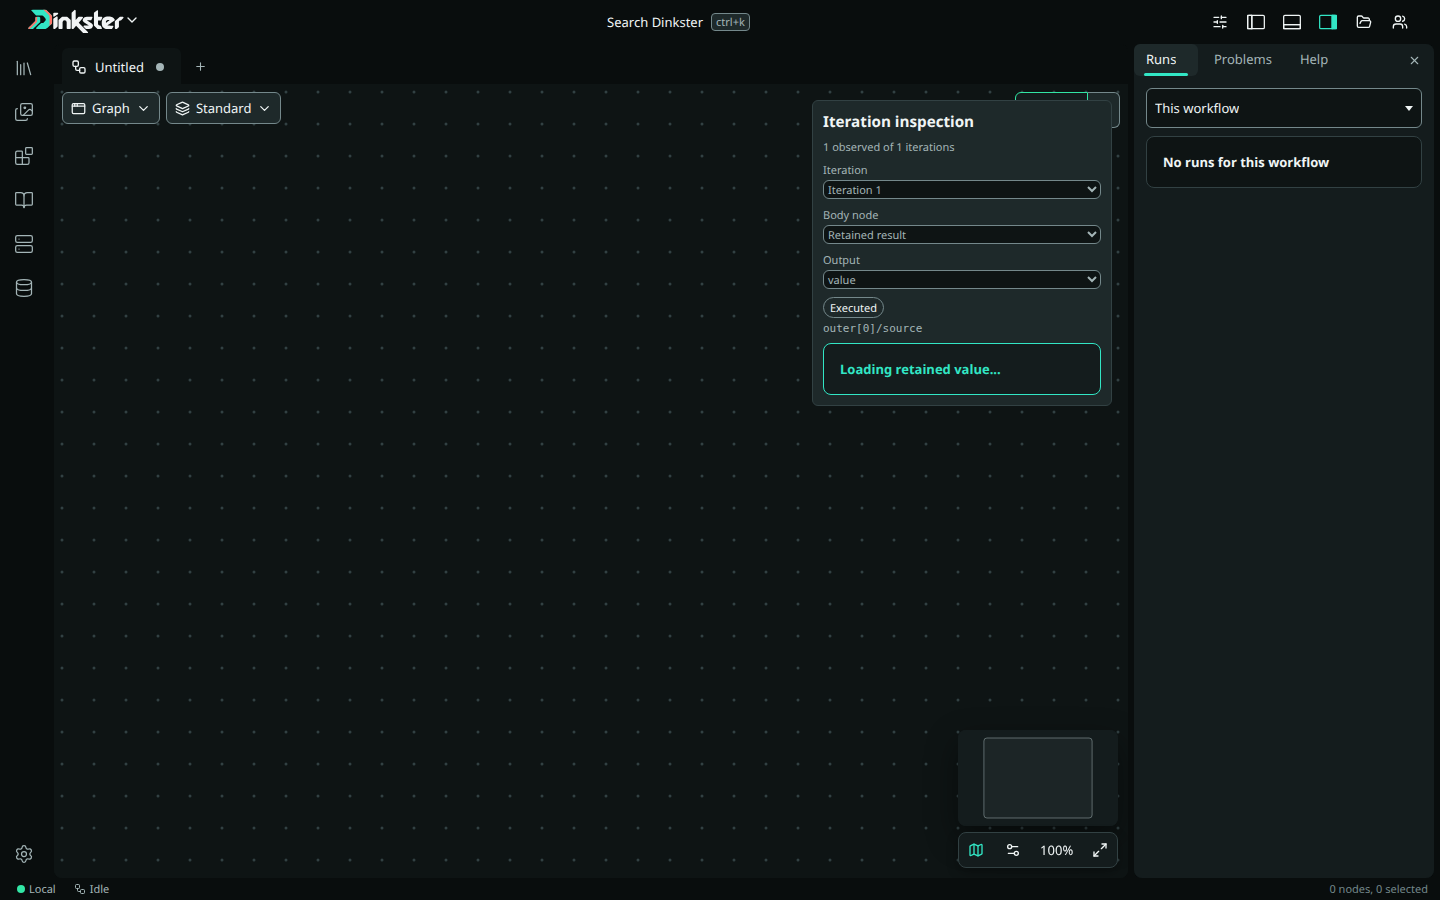 Dinkster
Search Dinkster ctrl+k
Untitled
Graph
Standard
Iteration inspection
1 observed of 1 iterations
Iteration
Iteration 1
Body node
Retained result
Output
value
Executed
outer[0]/source
Loading retained value...
100%
Runs
Problems
Help
This workflow
No runs for this workflow
Local
Idle
0 nodes, 0 selected